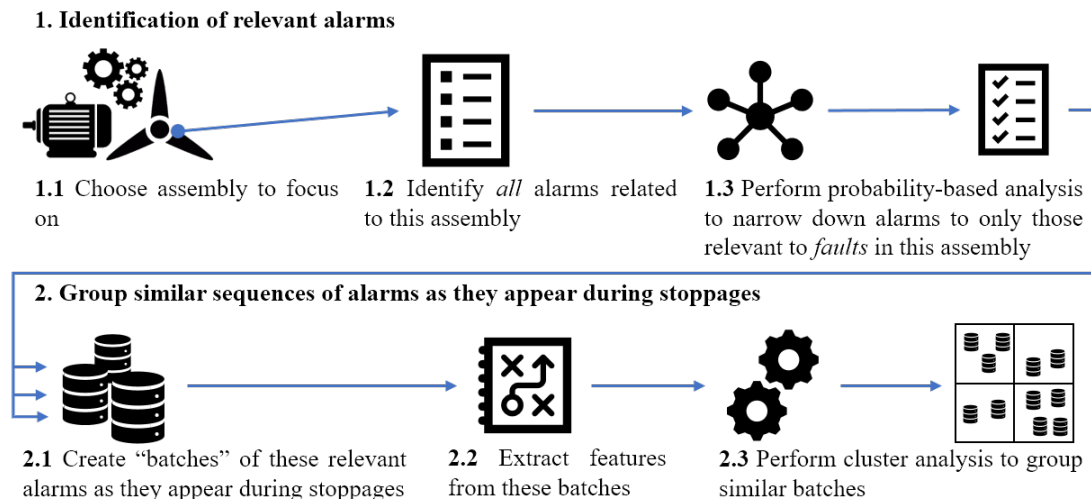 1. Identification of relevant alarms
1.1 Choose assembly to focus
on
1.2 Identify all alarms related
to this assembly
1.3 Perform probability-based analysis
to narrow down alarms to only those
relevant to faults in this assembly
2. Group similar sequences of alarms as they appear during stoppages
2.1 Create “batches” of these relevant
alarms as they appear during stoppages
2.2 Extract features
from these batches
2.3 Perform cluster analysis to group
similar batches